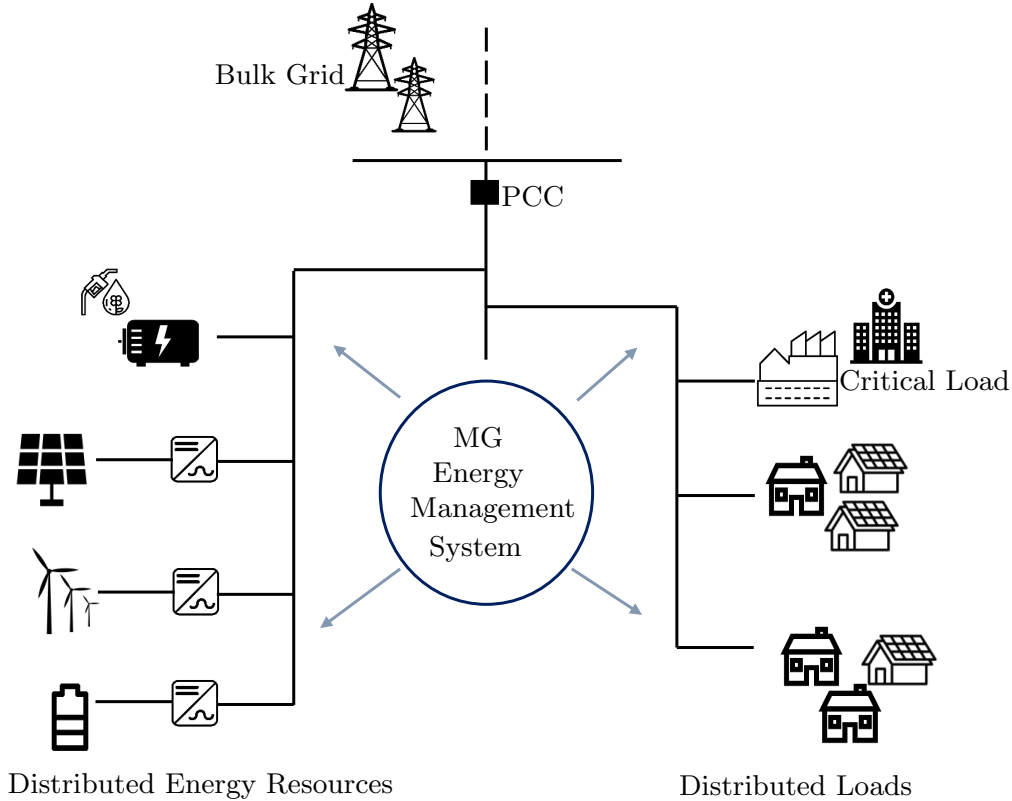 Bulk Grid
PCC
Critical Load
MG
Energy
Management
System
Distributed Energy Resources
Distributed Loads